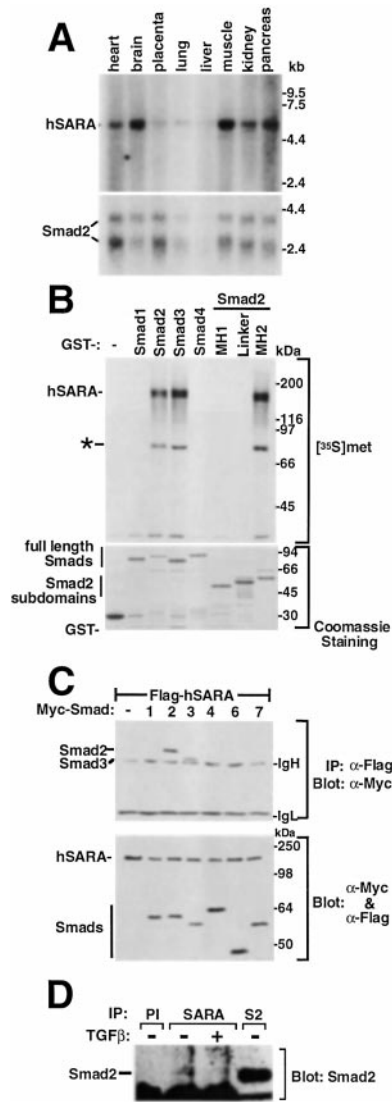 A
heart brain placenta lung liver muscle kidney pancreas
kb
-9.5
-7.5
hSARA-
-4.4
-2.4
-4.4
Smad2
-2.4
B
Smad2
GST-: - Smad1 Smad2 Smad3 Smad4 MH1 Linker MH2
kDa
hSARA-
-200
-116
-97
*-
[³⁵S]met
-66
-45
full length
Smads
-94
-66
Smad2
subdomains
-45
-30
GST-
Coomassie
Staining
C
Flag-hSARA
Myc-Smad: - 1 2 3 4 6 7
Smad2-
Smad3-
-IgH
IP: α-Flag
Blot: α-Myc
-IgL
kDa
-250
hSARA-
-98
-64
α-Myc
Blot: &
α-Flag
Smads
-50
D
IP: PI SARA S2
TGFβ: - - + -
Smad2-
Blot: Smad2